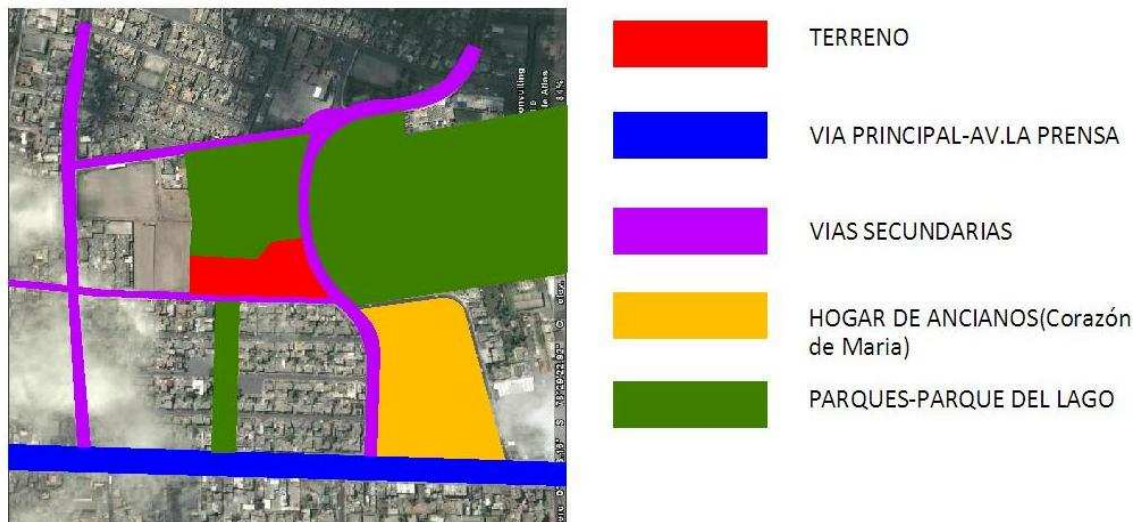 TERRENO
VIA PRINCIPAL-AV.LA PRENSA
VIAS SECUNDARIAS
HOGAR DE ANCIANOS(Corazón
de Maria)
PARQUES-PARQUE DEL LAGO